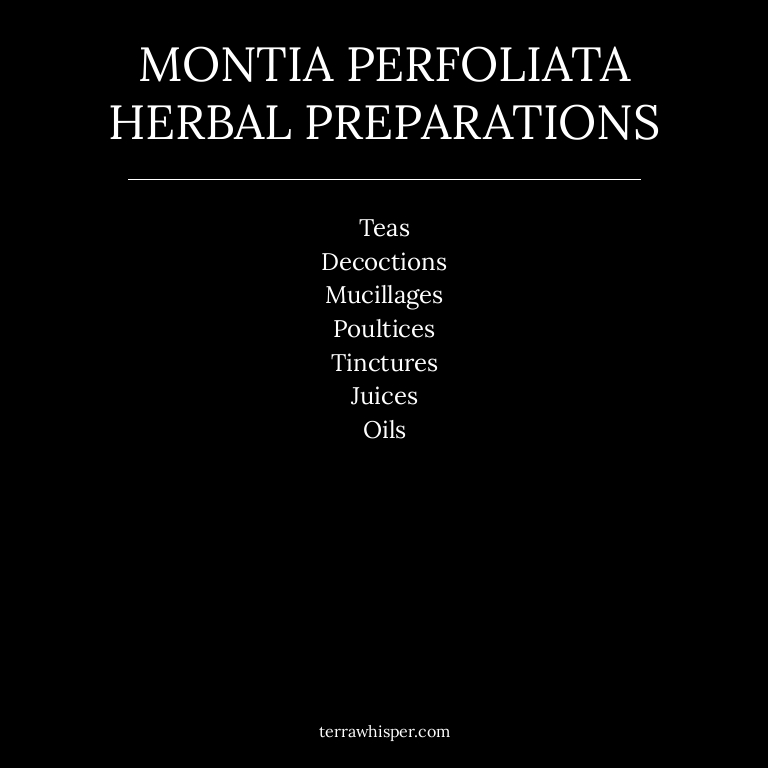 MONTIA PERFOLIATA
HERBAL PREPARATIONS
Teas
Decoctions
Mucillages
Poultices
Tinctures
Juices
Oils
terrawhisper.com